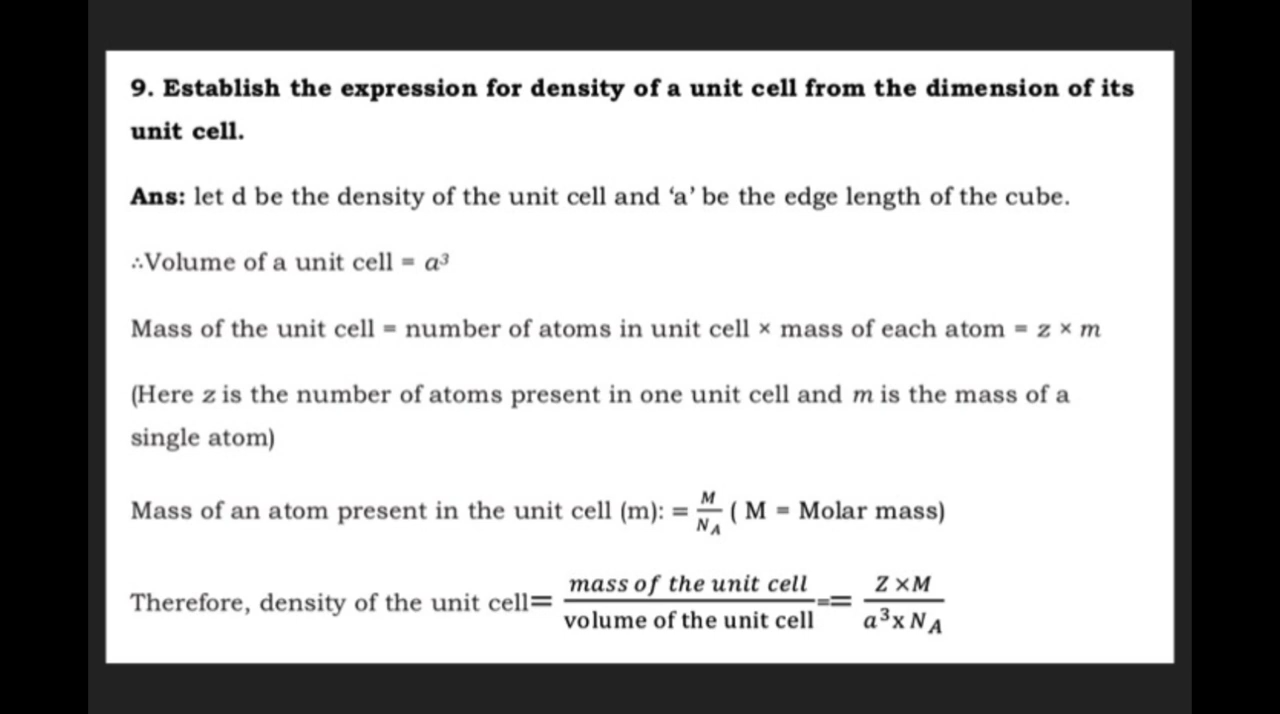 9. Establish the expression for density of a unit cell from the dimension of its
unit cell.
Ans: let d be the density of the unit cell and ‘a’ be the edge length of the cube.
∴Volume of a unit cell = a³
Mass of the unit cell = number of atoms in unit cell × mass of each atom = z × m
(Here z is the number of atoms present in one unit cell and m is the mass of a
single atom)
Mass of an atom present in the unit cell (m): = M/N_A ( M = Molar mass)
Therefore, density of the unit cell= mass of the unit cell/volume of the unit cell == Z ×M/a³x N_A